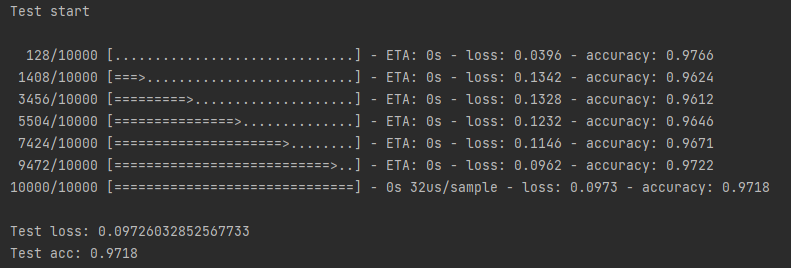 Test start
128/10000 [..............................] - ETA: 0s - loss: 0.0396 - accuracy: 0.9766
1408/10000 [===>..........................] - ETA: 0s - loss: 0.1342 - accuracy: 0.9624
3456/10000 [=========>....................] - ETA: 0s - loss: 0.1328 - accuracy: 0.9612
5504/10000 [===============>..............] - ETA: 0s - loss: 0.1232 - accuracy: 0.9646
7424/10000 [=====================>........] - ETA: 0s - loss: 0.1146 - accuracy: 0.9671
9472/10000 [===========================>..] - ETA: 0s - loss: 0.0962 - accuracy: 0.9722
10000/10000 [==============================] - 0s 32us/sample - loss: 0.0973 - accuracy: 0.9718
Test loss: 0.09726032852567733
Test acc: 0.9718